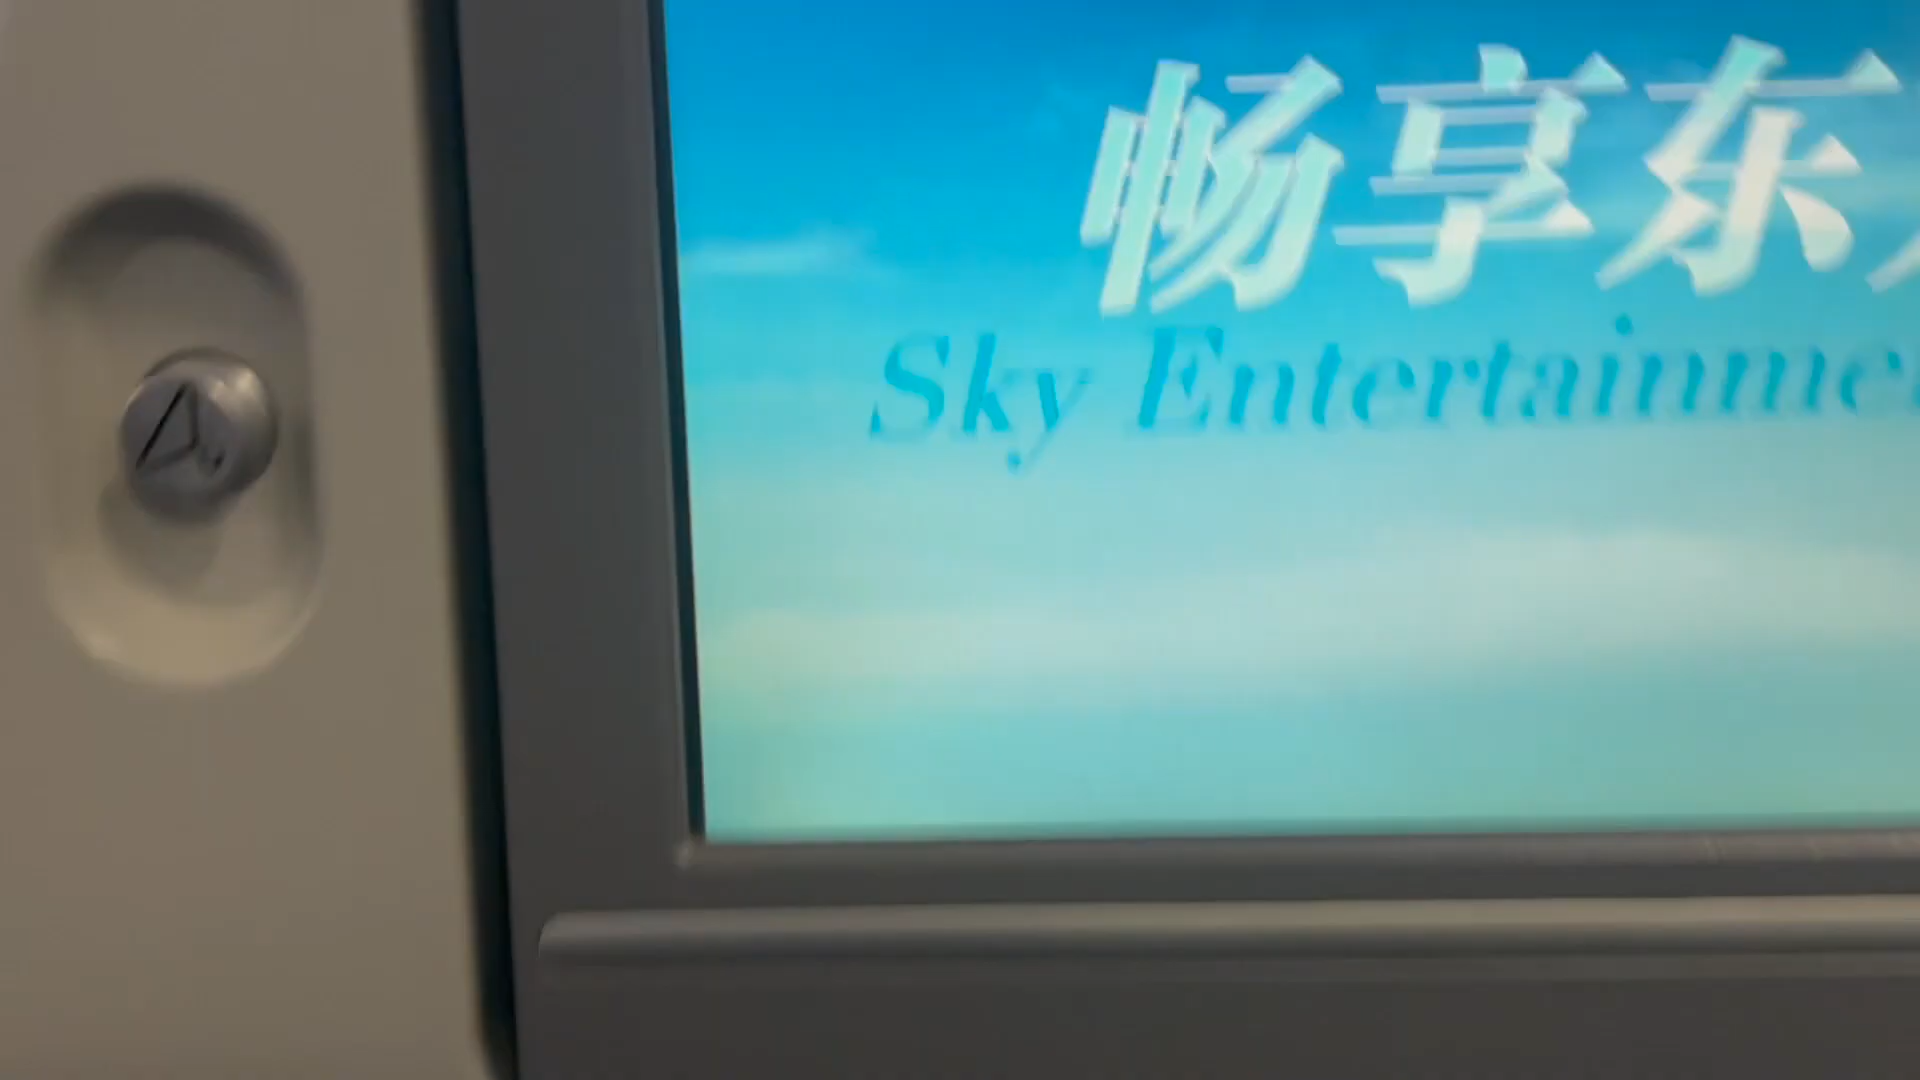 畅享东
Sky Entertainme